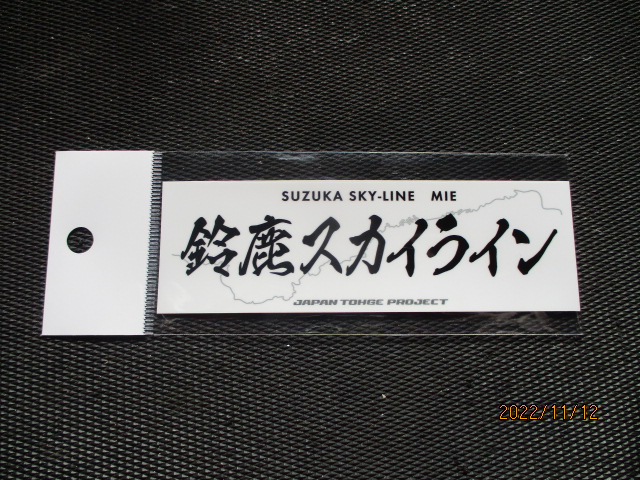 SUZUKA SKY-LINE MIE
鈴鹿スカイライン
JAPAN TOHGE PROJECT
2022/11/12